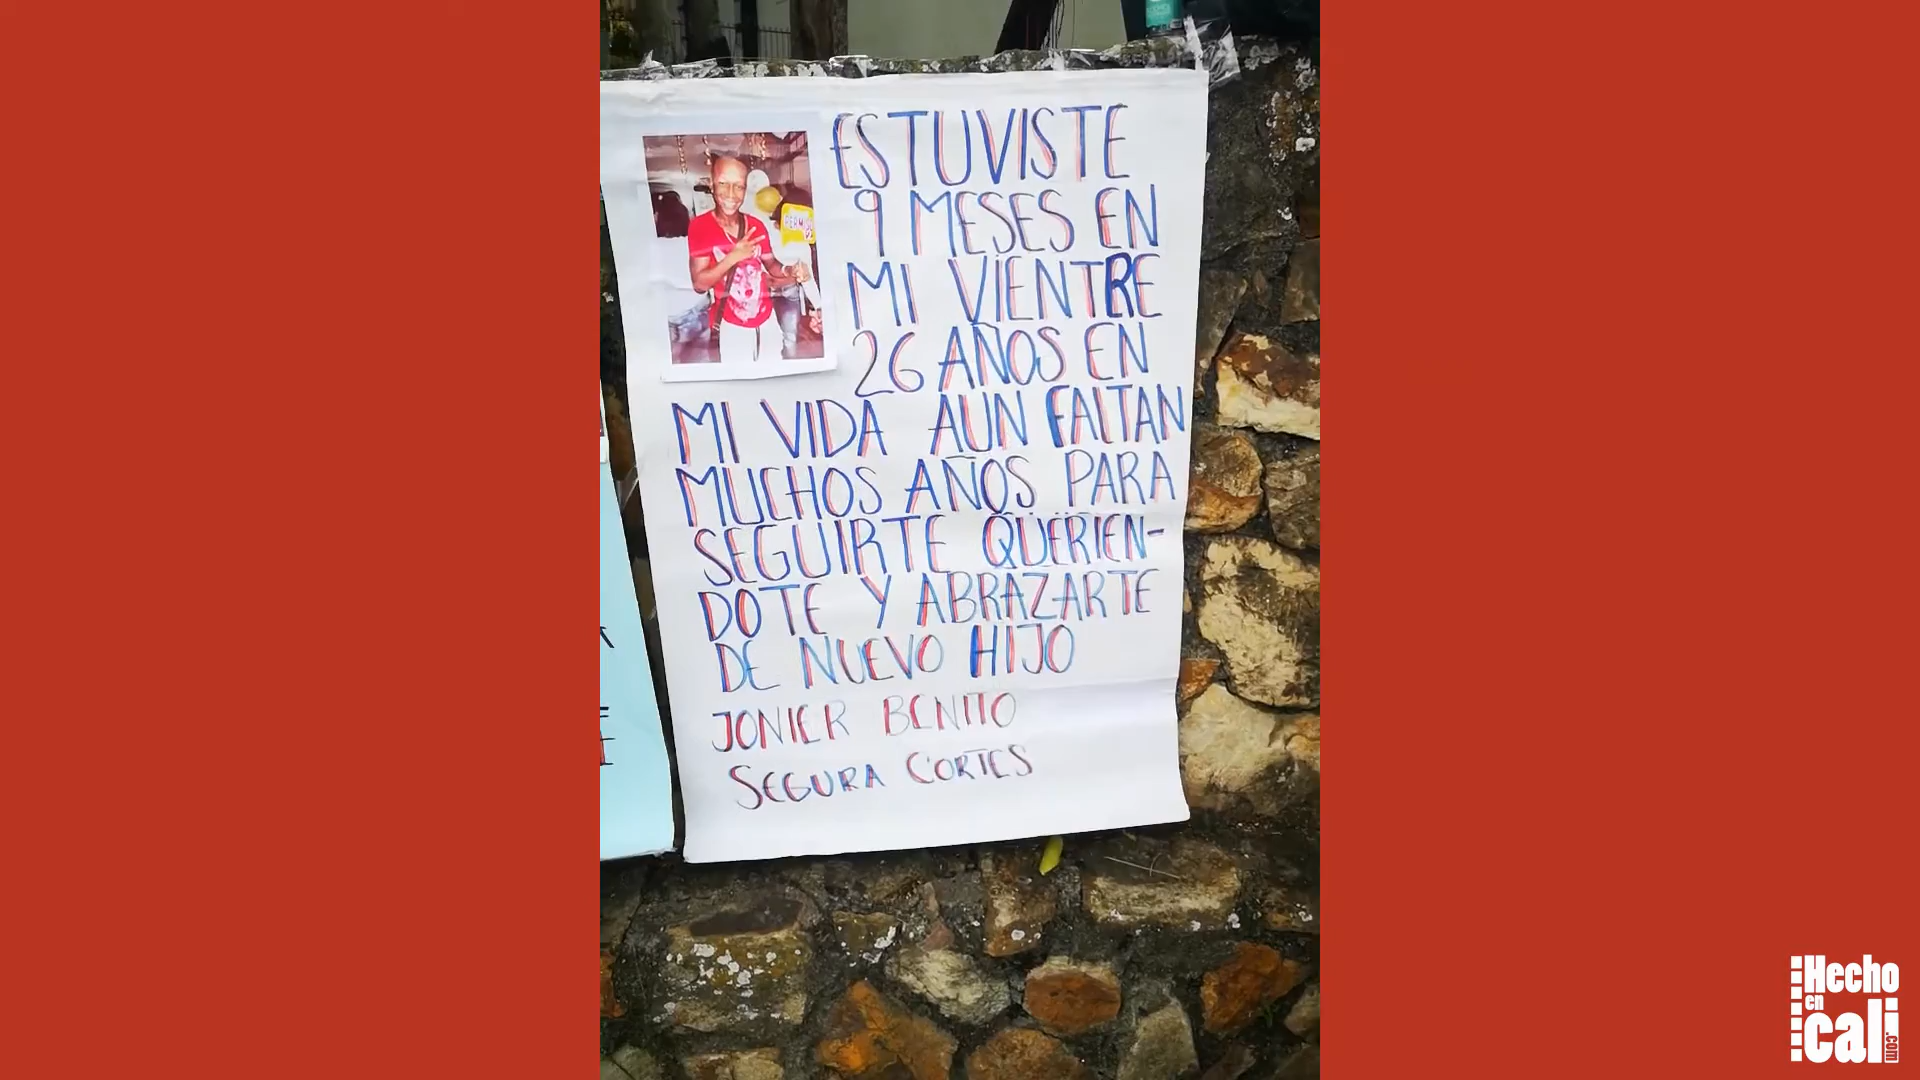 ESTUVISTE
9 MESES EN
MI VIENTRE
26 AÑOS EN
MI VIDA AUN FALTAN
MUCHOS AÑOS PARA
SEGUIRTE QUERIEN-
DOTE Y ABRAZARTE
DE NUEVO HIJO
JONIER BENITO
SEGURA CORTES
Hecho
en
cali
.com